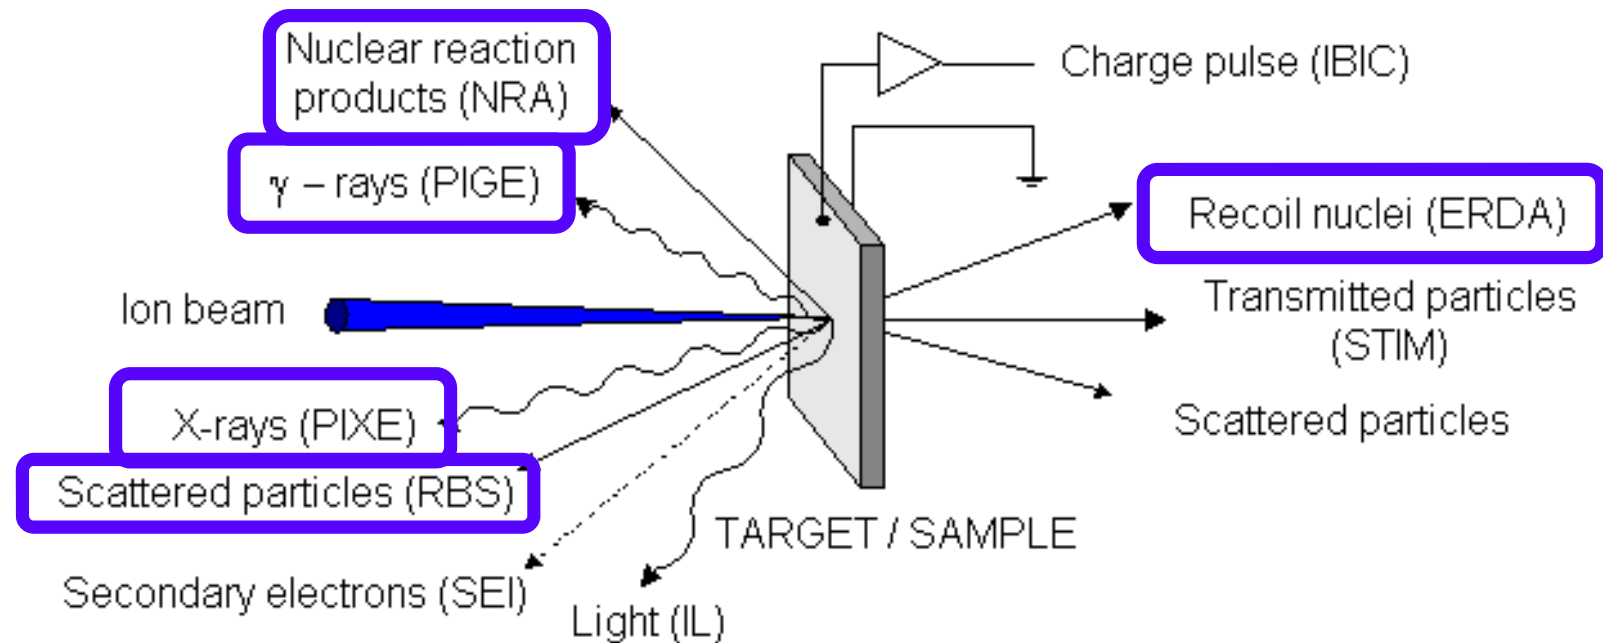 Nuclear reaction
products (NRA)
Charge pulse (IBIC)
γ – rays (PIGE)
Recoil nuclei (ERDA)
Ion beam
Transmitted particles
(STIM)
X-rays (PIXE)
Scattered particles
Scattered particles (RBS)
TARGET / SAMPLE
Secondary electrons (SEI)
Light (IL)